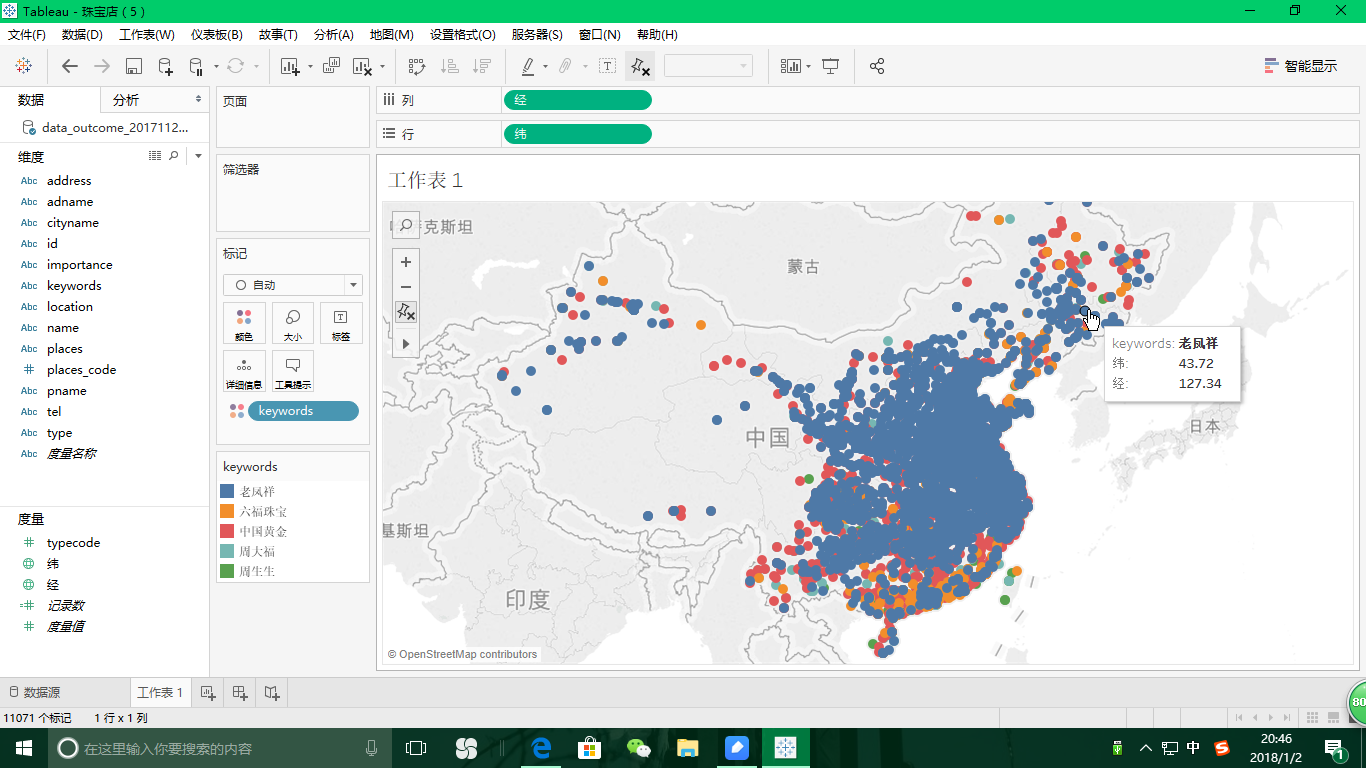 Tableau - 珠宝店（5）
文件(F) 数据(D) 工作表(W) 仪表板(B) 故事(T) 分析(A) 地图(M) 设置格式(O) 服务器(S) 窗口(N) 帮助(H)
智能显示
数据 分析
data_outcome_2017112...
维度
Abc address
Abc adname
Abc cityname
Abc id
Abc importance
Abc keywords
Abc location
Abc name
Abc places
# places_code
Abc pname
Abc tel
Abc type
Abc 度量名称
度量
# typecode
纬
经
=# 记录数
# 度量值
页面
筛选器
标记
自动
颜色 大小 T 标签
详细信息 工具提示
keywords
keywords
老凤祥
六福珠宝
中国黄金
周大福
周生生
列 经
行 纬
工作表 1
克斯坦
蒙古
中国
日本
基斯坦
印度
keywords: 老凤祥
纬: 43.72
经: 127.34
© OpenStreetMap contributors
数据源 工作表 1
11071 个标记 1 行 x 1 列
在这里输入你要搜索的内容
中
20:46
2018/1/2
80
1